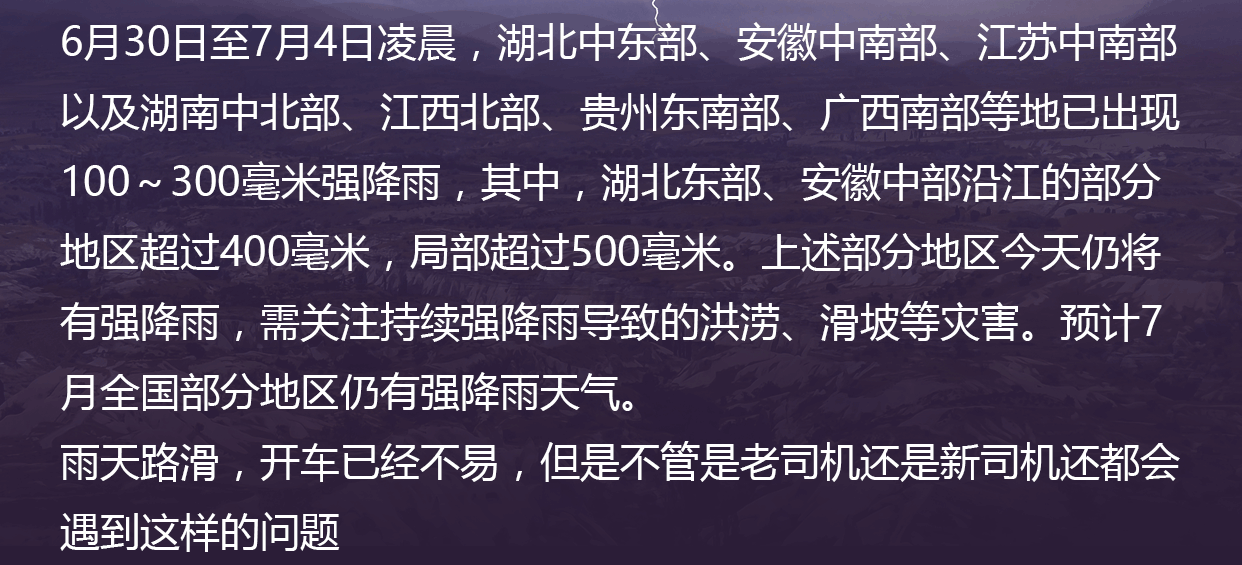 6月30日至7月4日凌晨，湖北中东部、安徽中南部、江苏中南部
以及湖南中北部、江西北部、贵州东南部、广西南部等地已出现
100～300毫米强降雨，其中，湖北东部、安徽中部沿江的部分
地区超过400毫米，局部超过500毫米。上述部分地区今天仍将
有强降雨，需关注持续强降雨导致的洪涝、滑坡等灾害。预计7
月全国部分地区仍有强降雨天气。
雨天路滑，开车已经不易，但是不管是老司机还是新司机还都会
遇到这样的问题